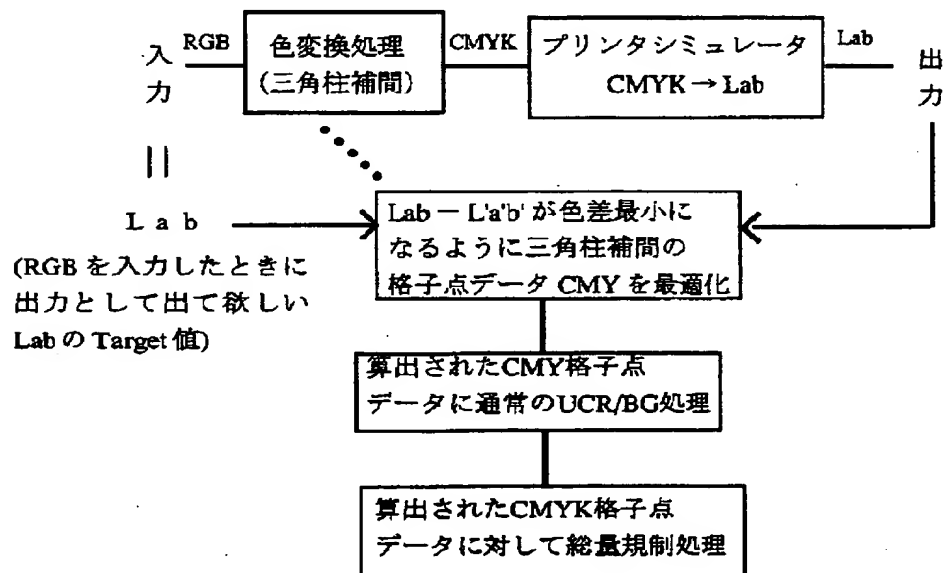 入力
RGB
色変換処理
(三角柱補間)
CMYK
プリンタシミュレータ
CMYK → Lab
Lab
出力
||
Lab
(RGB を入力したときに
出力として出て欲しい
Lab の Target 値)
Lab － L'a'b' が色差最小に
なるように三角柱補間の
格子点データ CMY を最適化
算出されたCMY格子点
データに通常のUCR/BG処理
算出されたCMYK格子点
データに対して総量規制処理